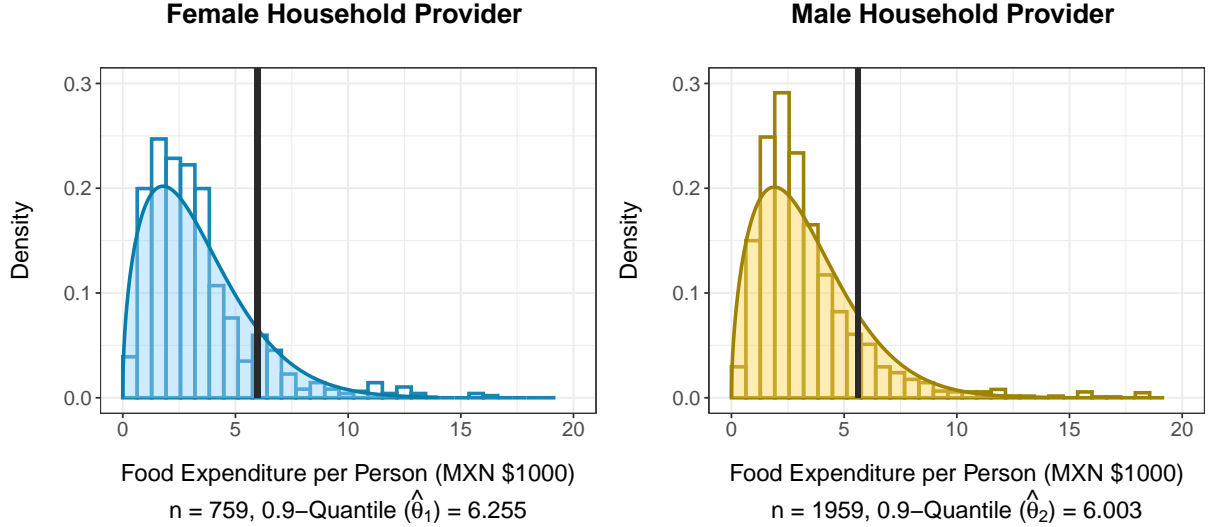 Female Household Provider
Density
0.3
0.2
0.1
0.0
0 5 10 15 20
Food Expenditure per Person (MXN $1000)
n = 759, 0.9−Quantile (θ̂₁) = 6.255
Male Household Provider
Density
0.3
0.2
0.1
0.0
0 5 10 15 20
Food Expenditure per Person (MXN $1000)
n = 1959, 0.9−Quantile (θ̂₂) = 6.003